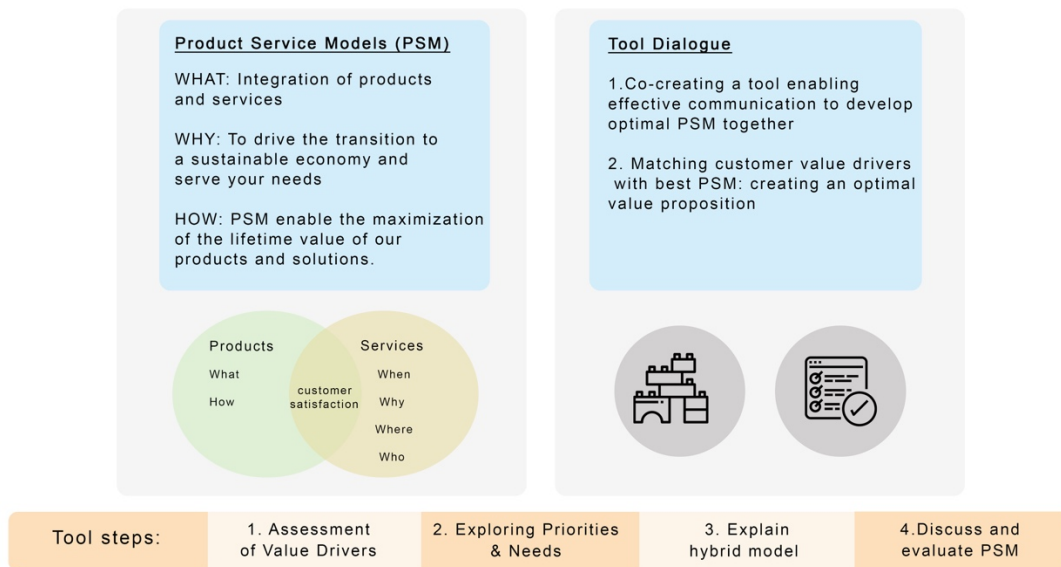 Product Service Models (PSM)
WHAT: Integration of products
and services
WHY: To drive the transition to
a sustainable economy and
serve your needs
HOW: PSM enable the maximization
of the lifetime value of our
products and solutions.
Products
What
How
customer
satisfaction
Services
When
Why
Where
Who
Tool Dialogue
1.Co-creating a tool enabling
effective communication to develop
optimal PSM together
2. Matching customer value drivers
with best PSM: creating an optimal
value proposition
Tool steps:
1. Assessment
of Value Drivers
2. Exploring Priorities
& Needs
3. Explain
hybrid model
4.Discuss and
evaluate PSM